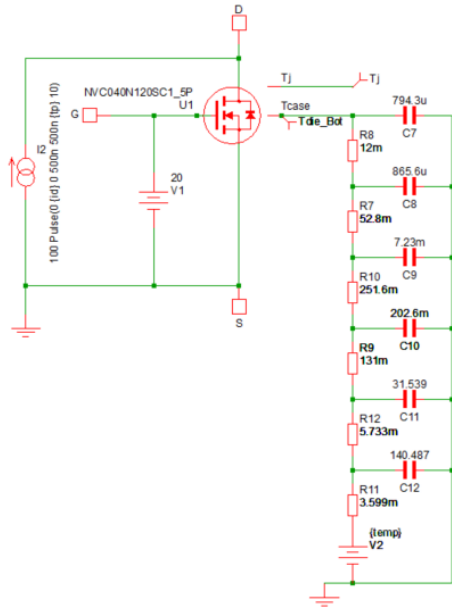 D
NVC040N120SC1_5P
U1
G
Tj
Tj
Tcase
Tdie_Bot
I3
100 Pulse(0 {id} 0 500n 500n {tp} 10)
20
V1
S
794.3u
C7
R8
12m
865.6u
C8
R7
52.8m
7.23m
C9
R10
251.6m
202.6m
C10
R9
131m
31.539
C11
R12
5.733m
140.487
C12
R11
3.599m
{temp}
V2